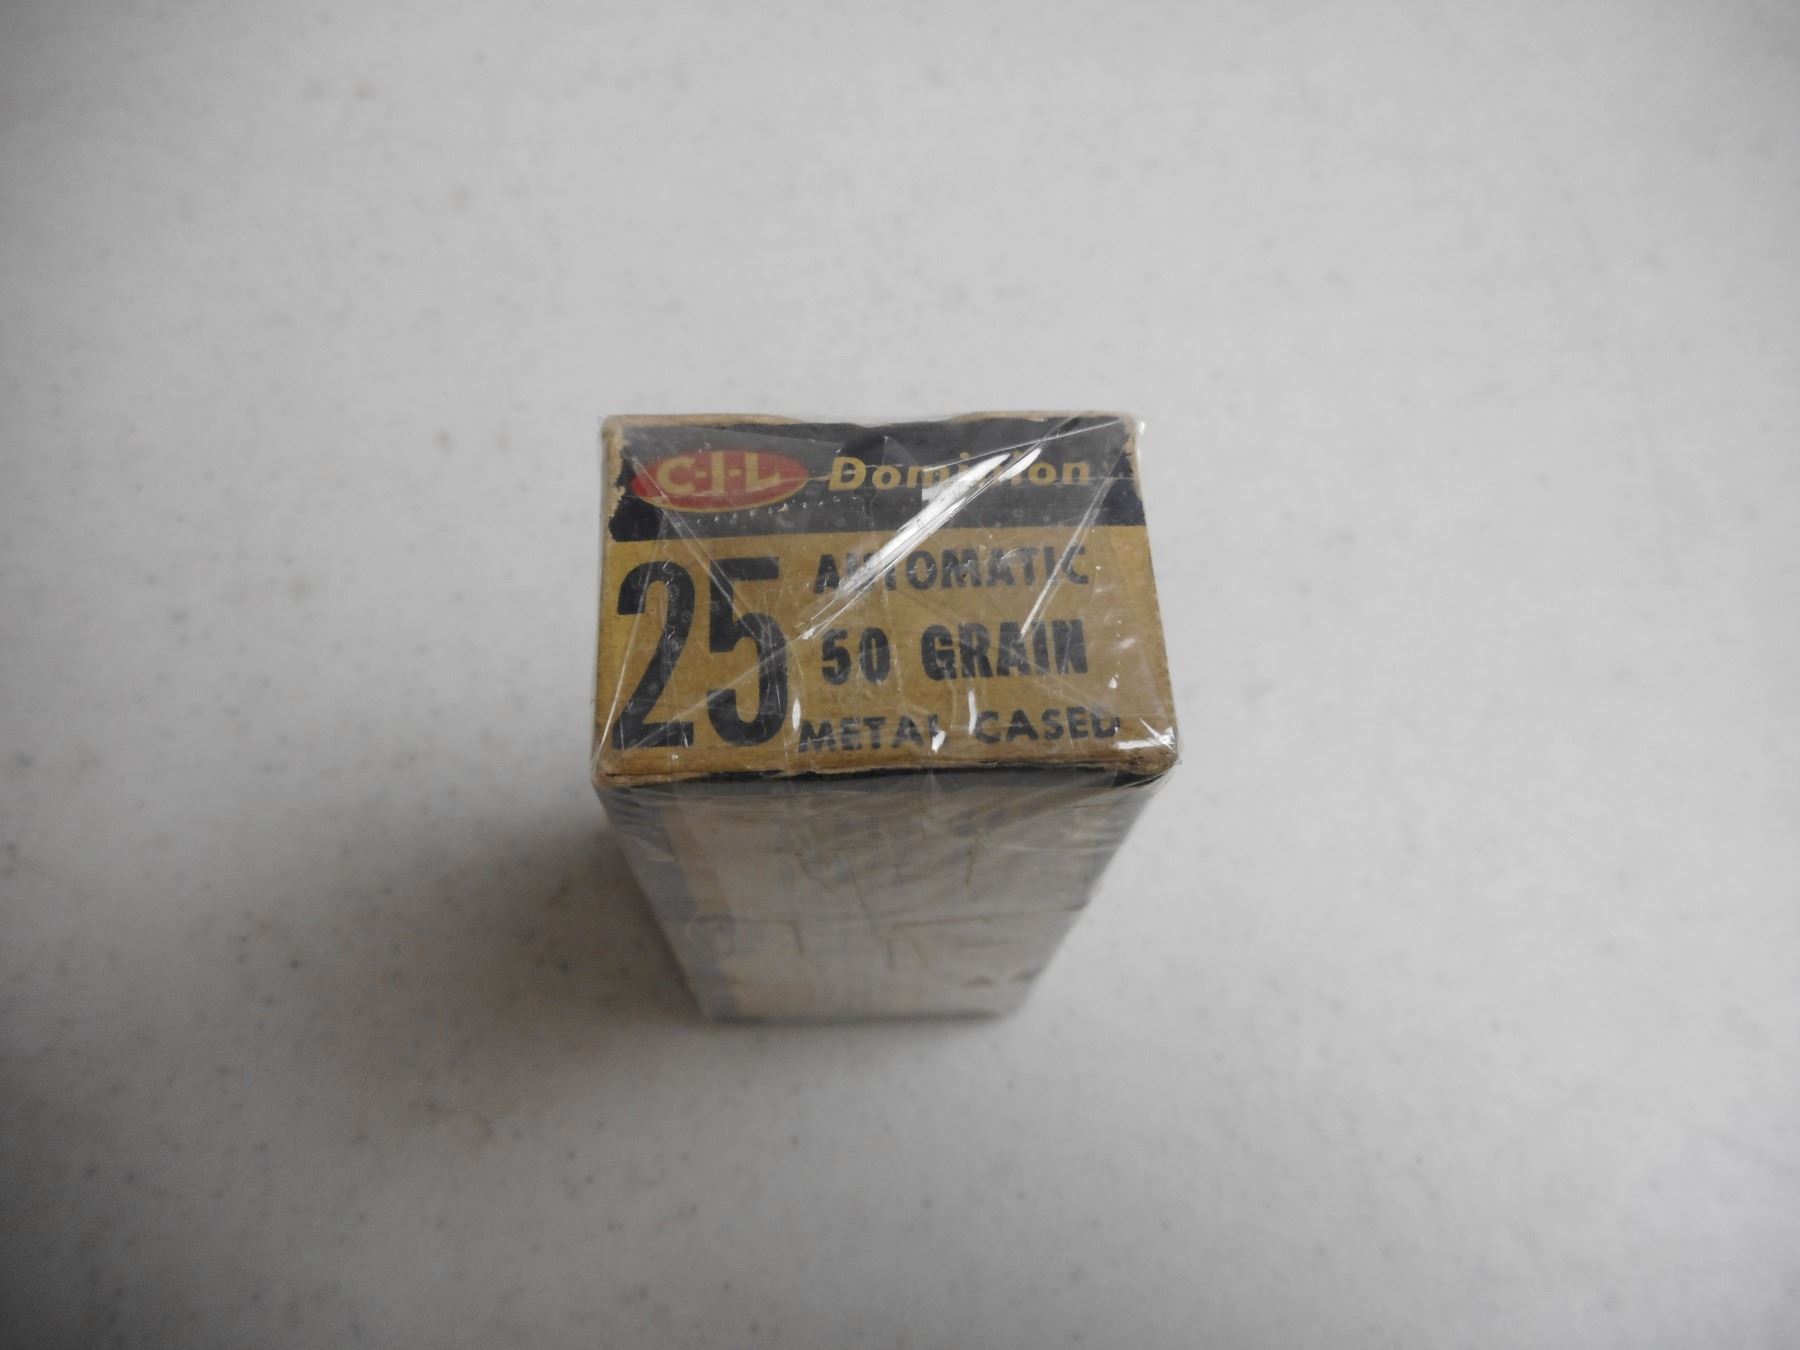 C-I-L Dominion
25 AUTOMATIC
50 GRAIN
METAL CASED